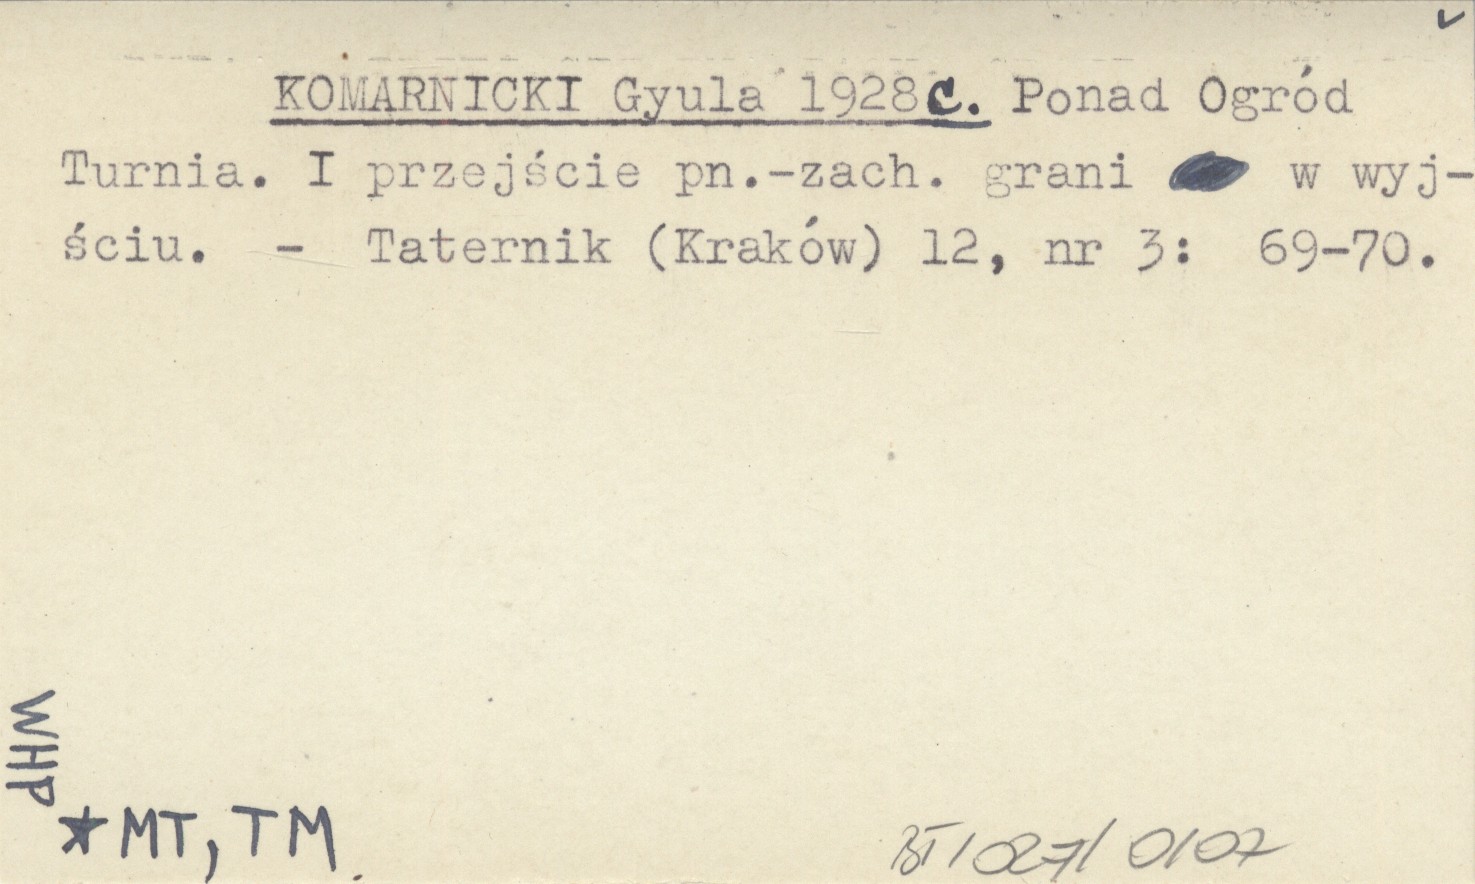 KOMARNICKI Gyula 1928c. Ponad Ogród
Turnia. I przejście pn.-zach. grani w wyj-
ściu. - Taternik (Kraków) 12, nr 3: 69-70.
WHP
*MT, TM.
BT/027/0107